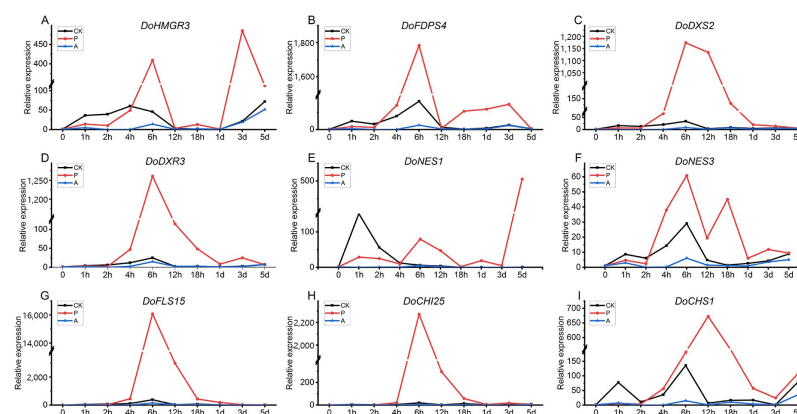 A DoHMGR3
Relative expression
CK
P
A
450
400
100
50
0
0 1h 2h 4h 6h 12h 18h 1d 3d 5d
B DoFDPS4
Relative expression
CK
P
A
1,800
1,600
0
0 1h 2h 4h 6h 12h 18h 1d 3d 5d
C DoDXS2
Relative expression
CK
P
A
1,200
1,150
1,100
1,050
150
50
0
0 1h 2h 4h 6h 12h 18h 1d 3d 5d
D DoDXR3
Relative expression
CK
P
A
1,250
1,200
100
50
0
0 1h 2h 4h 6h 12h 18h 1d 3d 5d
E DoNES1
Relative expression
CK
P
A
500
150
100
50
0
0 1h 2h 4h 6h 12h 18h 1d 3d 5d
F DoNES3
Relative expression
CK
P
A
60
50
40
30
20
10
0
0 1h 2h 4h 6h 12h 18h 1d 3d 5d
G DoFLS15
Relative expression
CK
P
A
16,000
14,000
2,000
0
0 1h 2h 4h 6h 12h 18h 1d 3d 5d
H DoCHI25
Relative expression
CK
P
A
2,200
2,000
200
0
0 1h 2h 4h 6h 12h 18h 1d 3d 5d
I DoCHS1
Relative expression
CK
P
A
700
650
600
150
100
50
0
0 1h 2h 4h 6h 12h 18h 1d 3d 5d